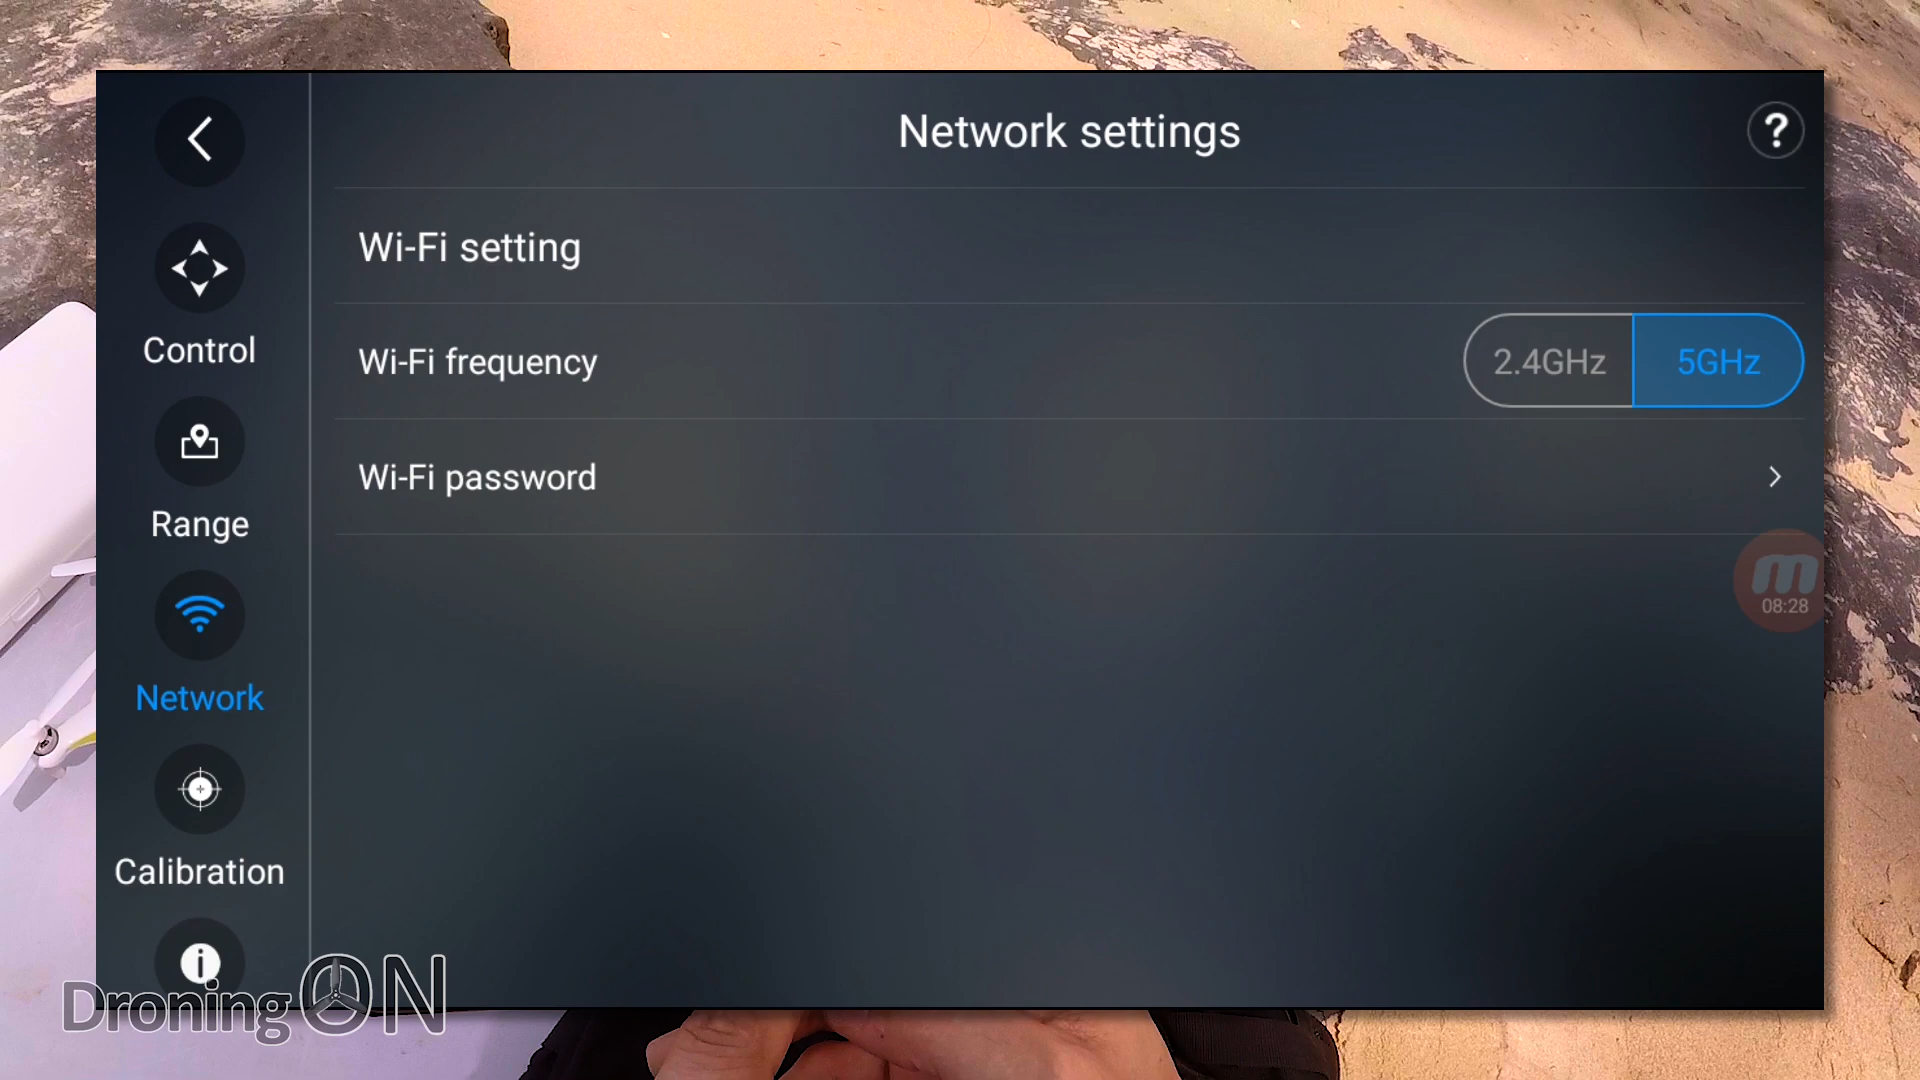 Network settings
?
Wi-Fi setting
Wi-Fi frequency
2.4GHz
5GHz
Wi-Fi password
Control
Range
Network
Calibration
i
m
08:28
DroningON